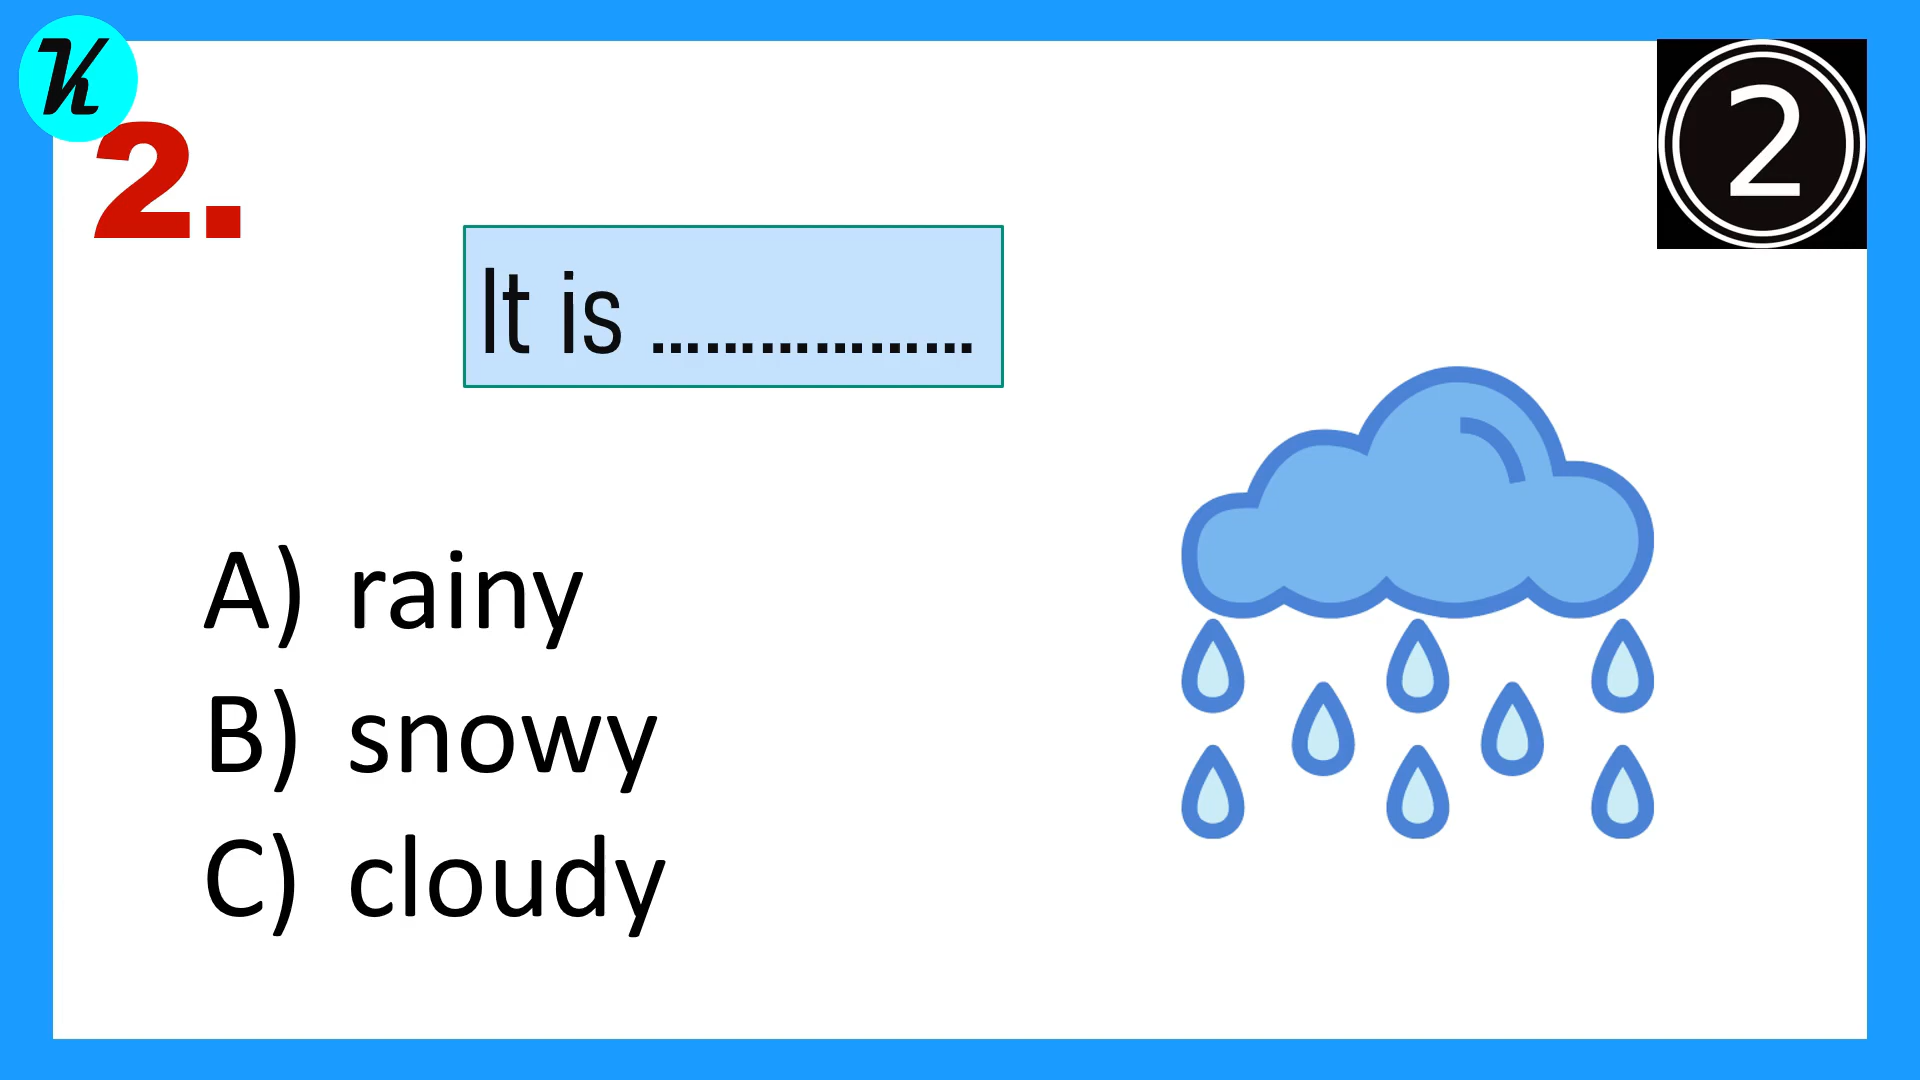 K
2
2.
It is ..................
A) rainy
B) snowy
C) cloudy